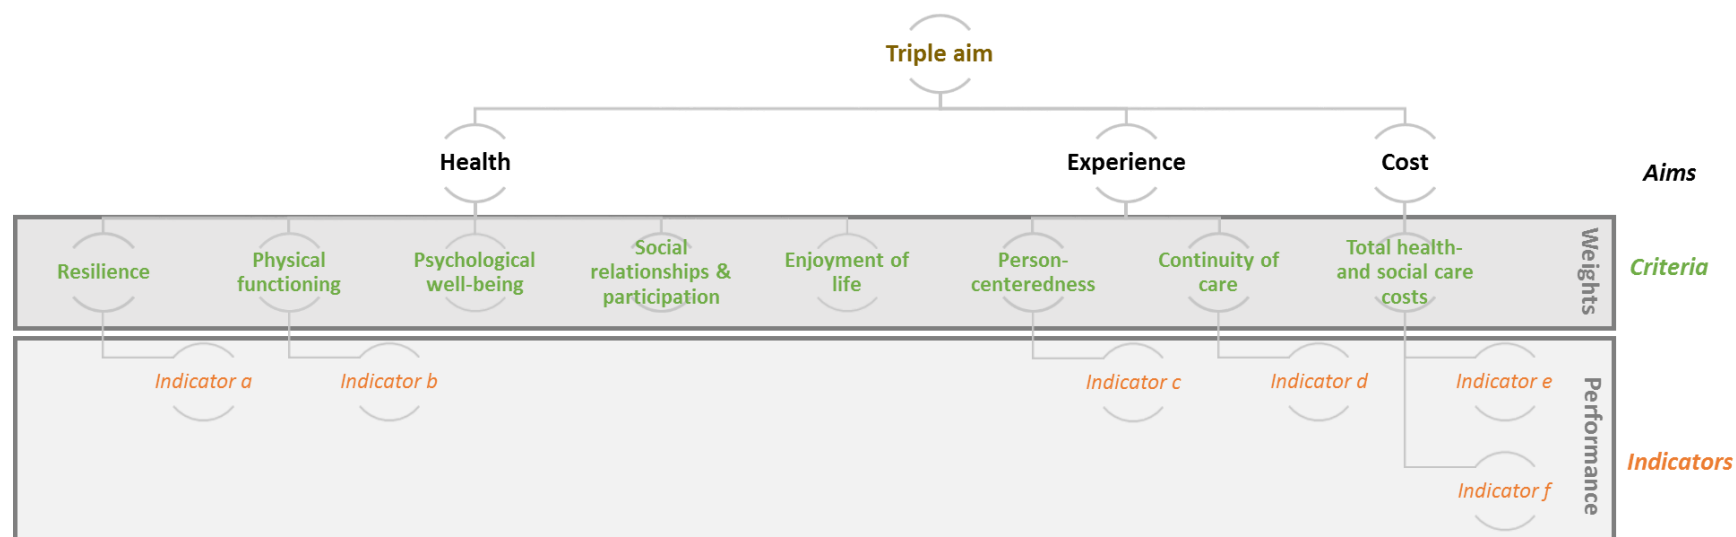 Triple aim
Health
Experience
Cost
Aims
Resilience
Physical
functioning
Psychological
well-being
Social
relationships &
participation
Enjoyment of
life
Person-
centeredness
Continuity of
care
Total health-
and social care
costs
Weights
Criteria
Indicator a
Indicator b
Indicator c
Indicator d
Indicator e
Indicator f
Performance
Indicators